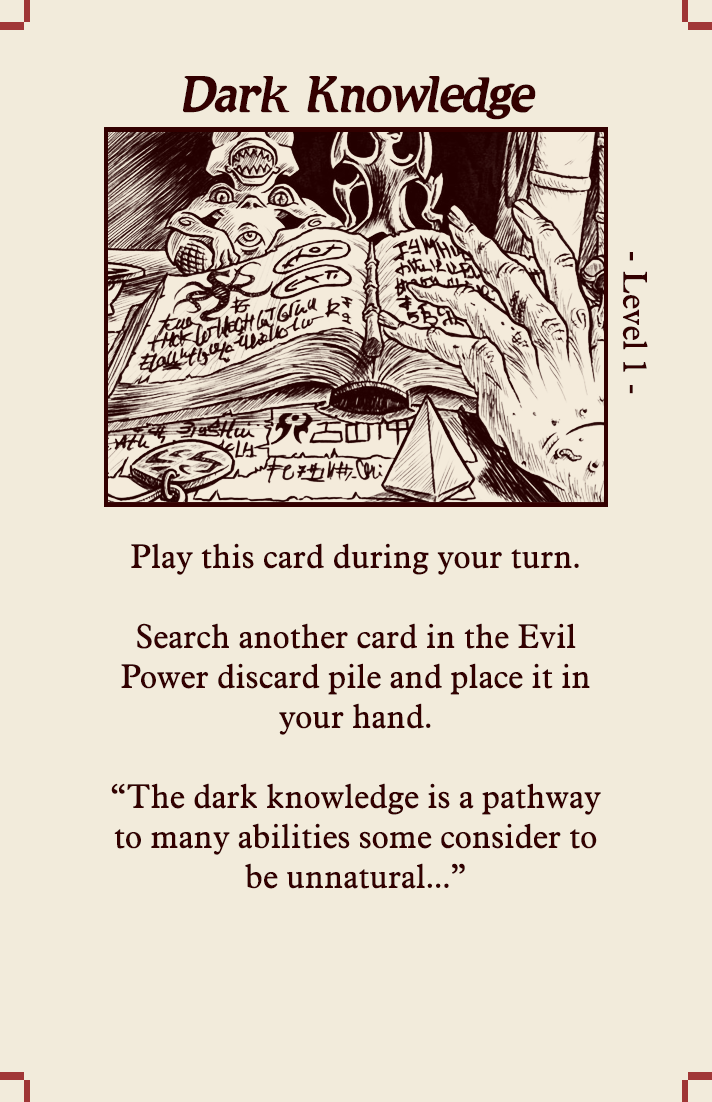 Dark Knowledge
- Level 1 -
Play this card during your turn.
Search another card in the Evil
Power discard pile and place it in
your hand.
“The dark knowledge is a pathway
to many abilities some consider to
be unnatural...”